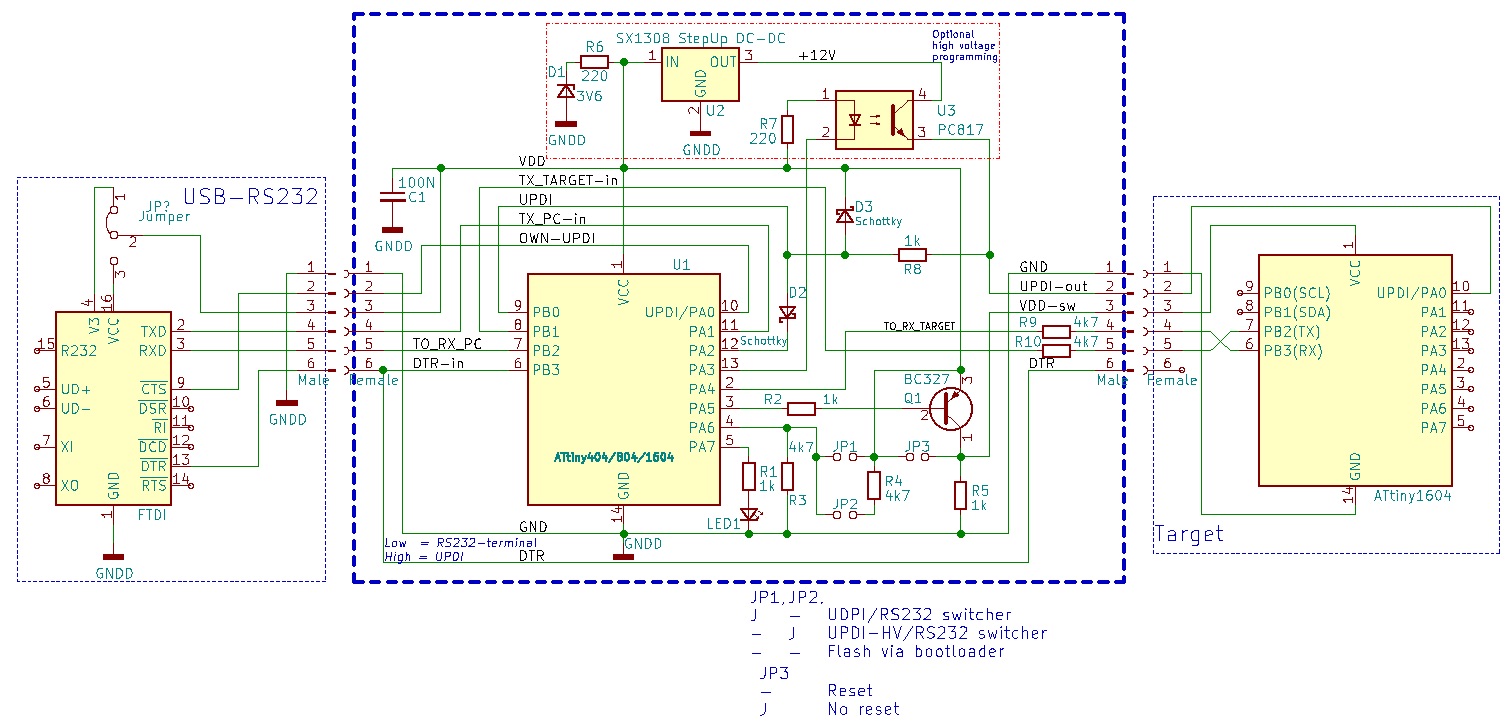 SX1308 StepUp DC-DC
Optional
high voltage
programming
R6
220
1 IN OUT 3
GND
2
U2
GNDD
+12V
D1
3V6
GNDD
R7
220
1
2
4
3
U3
PC817
VDD
TX_TARGET-in
UPDI
TX_PC-in
OWN-UPDI
100N
C1
GNDD
D3
Schottky
1k
R8
D2
Schottky
USB-RS232
JP?
Jumper
1
2
3
4
16
V3
VCC
TXD 2
RXD 3
15 R232
5 UD+
6 UD-
7 XI
8 XO
CTS 9
DSR 10
RI 11
DCD 12
DTR 13
RTS 14
GND
1
FTDI
GNDD
GNDD
1 1
2 2
3 3
4 4
5 5
6 6
Male Female
TO_RX_PC
DTR-in
U1
1
VCC
9 PB0
8 PB1
7 PB2
6 PB3
UPDI/PA0 10
PA1 11
PA2 12
PA3 13
PA4 2
PA5 3
PA6 4
PA7 5
ATtiny404/804/1604
GND
14
GNDD
GND
DTR
Low = RS232-terminal
High = UPDI
R2 1k
4k7
R3
R1
1k
LED1
JP1
JP2
JP3
R4
4k7
R5
1k
BC327
Q1
3
2
1
TO_RX_TARGET
GND
UPDI-out
VDD-sw
R9 4k7
R10 4k7
DTR
1 1
2 2
3 3
4 4
5 5
6 6
Male Female
1
VCC
9 PB0(SCL)
8 PB1(SDA)
7 PB2(TX)
6 PB3(RX)
UPDI/PA0 10
PA1 11
PA2 12
PA3 13
PA4 2
PA5 3
PA6 4
PA7 5
GND
14
ATtiny1604
Target
JP1,JP2,
J - UDPI/RS232 switcher
- J UPDI-HV/RS232 switcher
- - Flash via bootloader
JP3
- Reset
J No reset